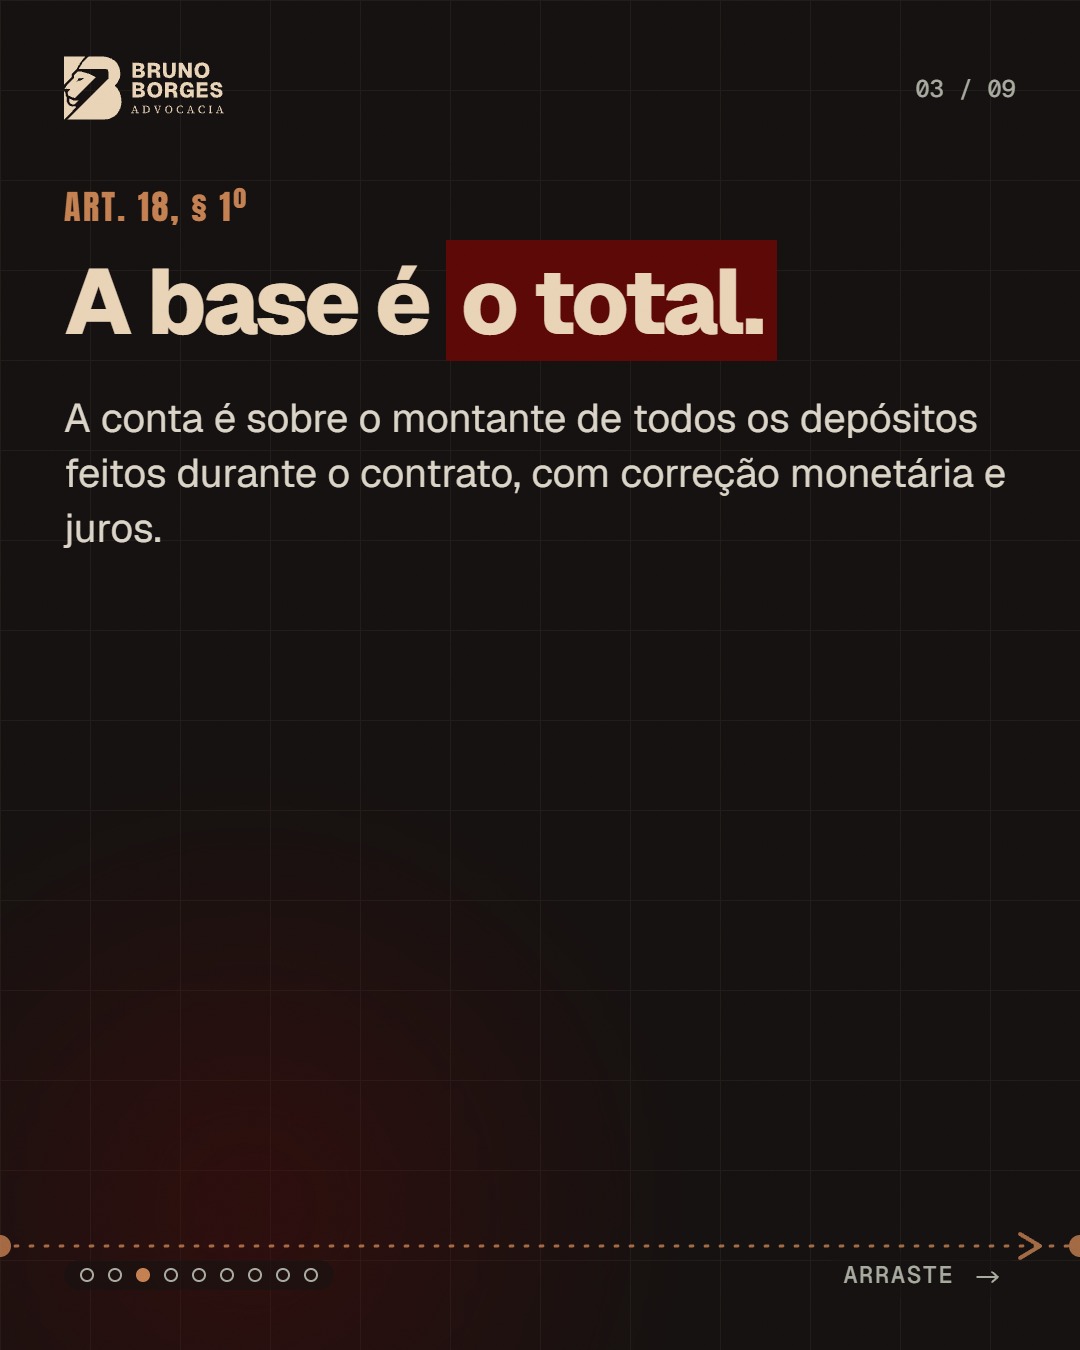 BRUNO
BORGES
ADVOCACIA
03 / 09
ART. 18, § 1º
A base é o total.
A conta é sobre o montante de todos os depósitos
feitos durante o contrato, com correção monetária e
juros.
ARRASTE →